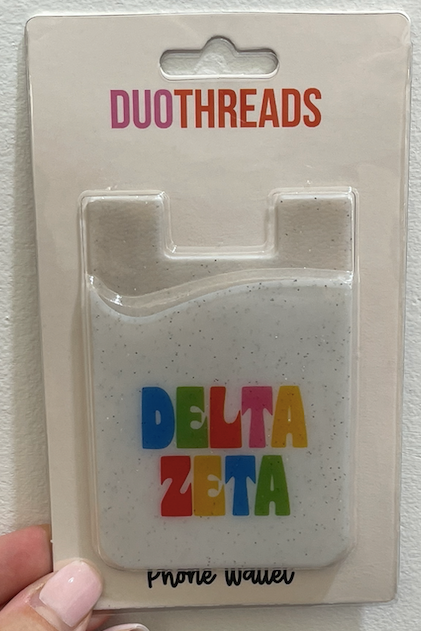 DUOTHREADS
DELTA
ZETA
Phone Wallet